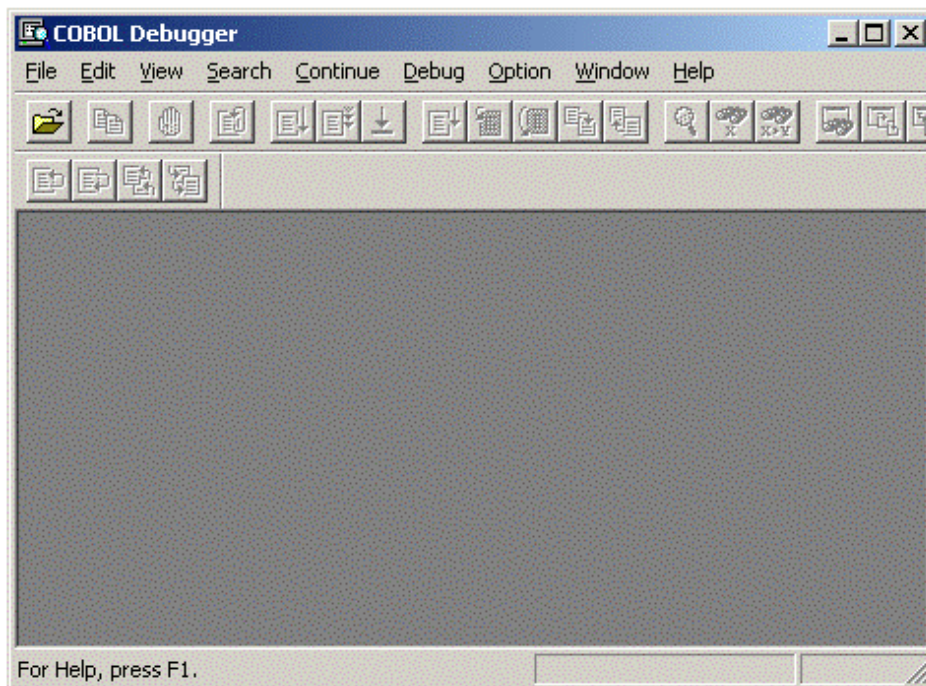 COBOL Debugger
File Edit View Search Continue Debug Option Window Help
X X>Y
For Help, press F1.